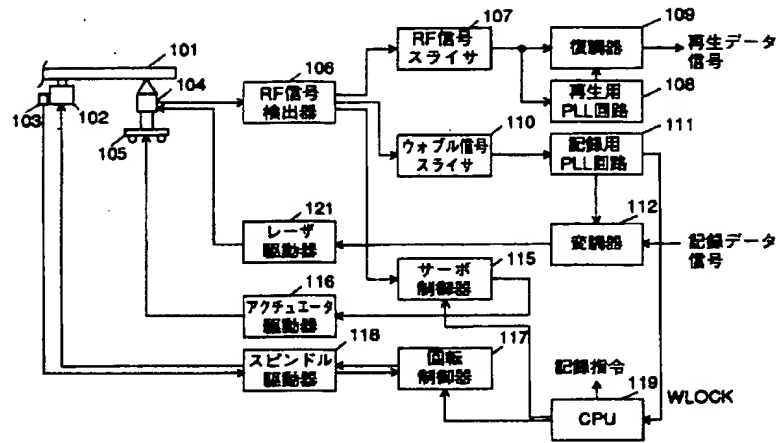 101
102
103
104
105
106
RF信号
検出器
107
RF信号
スライサ
109
復調器
再生データ
信号
108
再生用
PLL回路
110
ウォブル信号
スライサ
111
記録用
PLL回路
121
レーザ
駆動器
112
変調器
記録データ
信号
115
サーボ
制御器
116
アクチュエータ
駆動器
118
スピンドル
駆動器
117
回転
制御器
記録指令
119
CPU
WLOCK